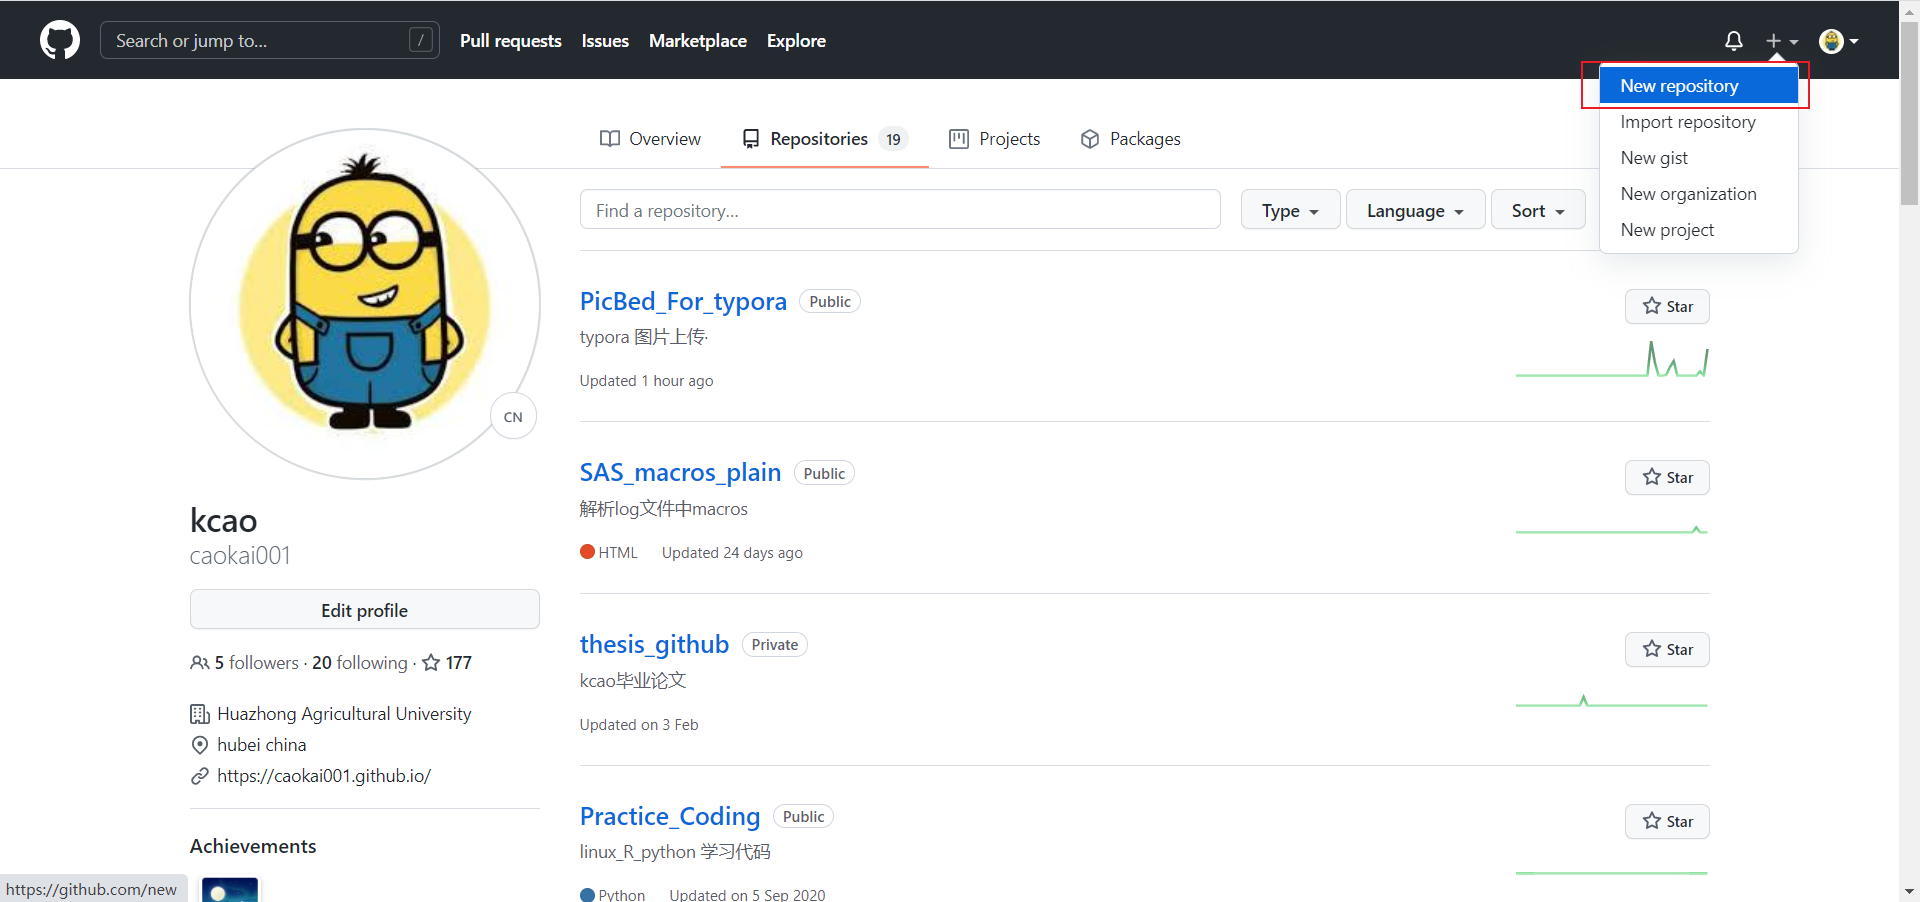 Search or jump to... /
Pull requests
Issues
Marketplace
Explore
New repository
Import repository
New gist
New organization
New project
Overview
Repositories 19
Projects
Packages
Find a repository...
Type
Language
Sort
PicBed_For_typora Public
typora 图片上传·
Updated 1 hour ago
Star
SAS_macros_plain Public
解析log文件中macros
HTML Updated 24 days ago
Star
thesis_github Private
kcao毕业论文
Updated on 3 Feb
Star
Practice_Coding Public
linux_R_python 学习代码
Python Updated on 5 Sep 2020
Star
CN
kcao
caokai001
Edit profile
5 followers · 20 following · 177
Huazhong Agricultural University
hubei china
https://caokai001.github.io/
Achievements
https://github.com/new